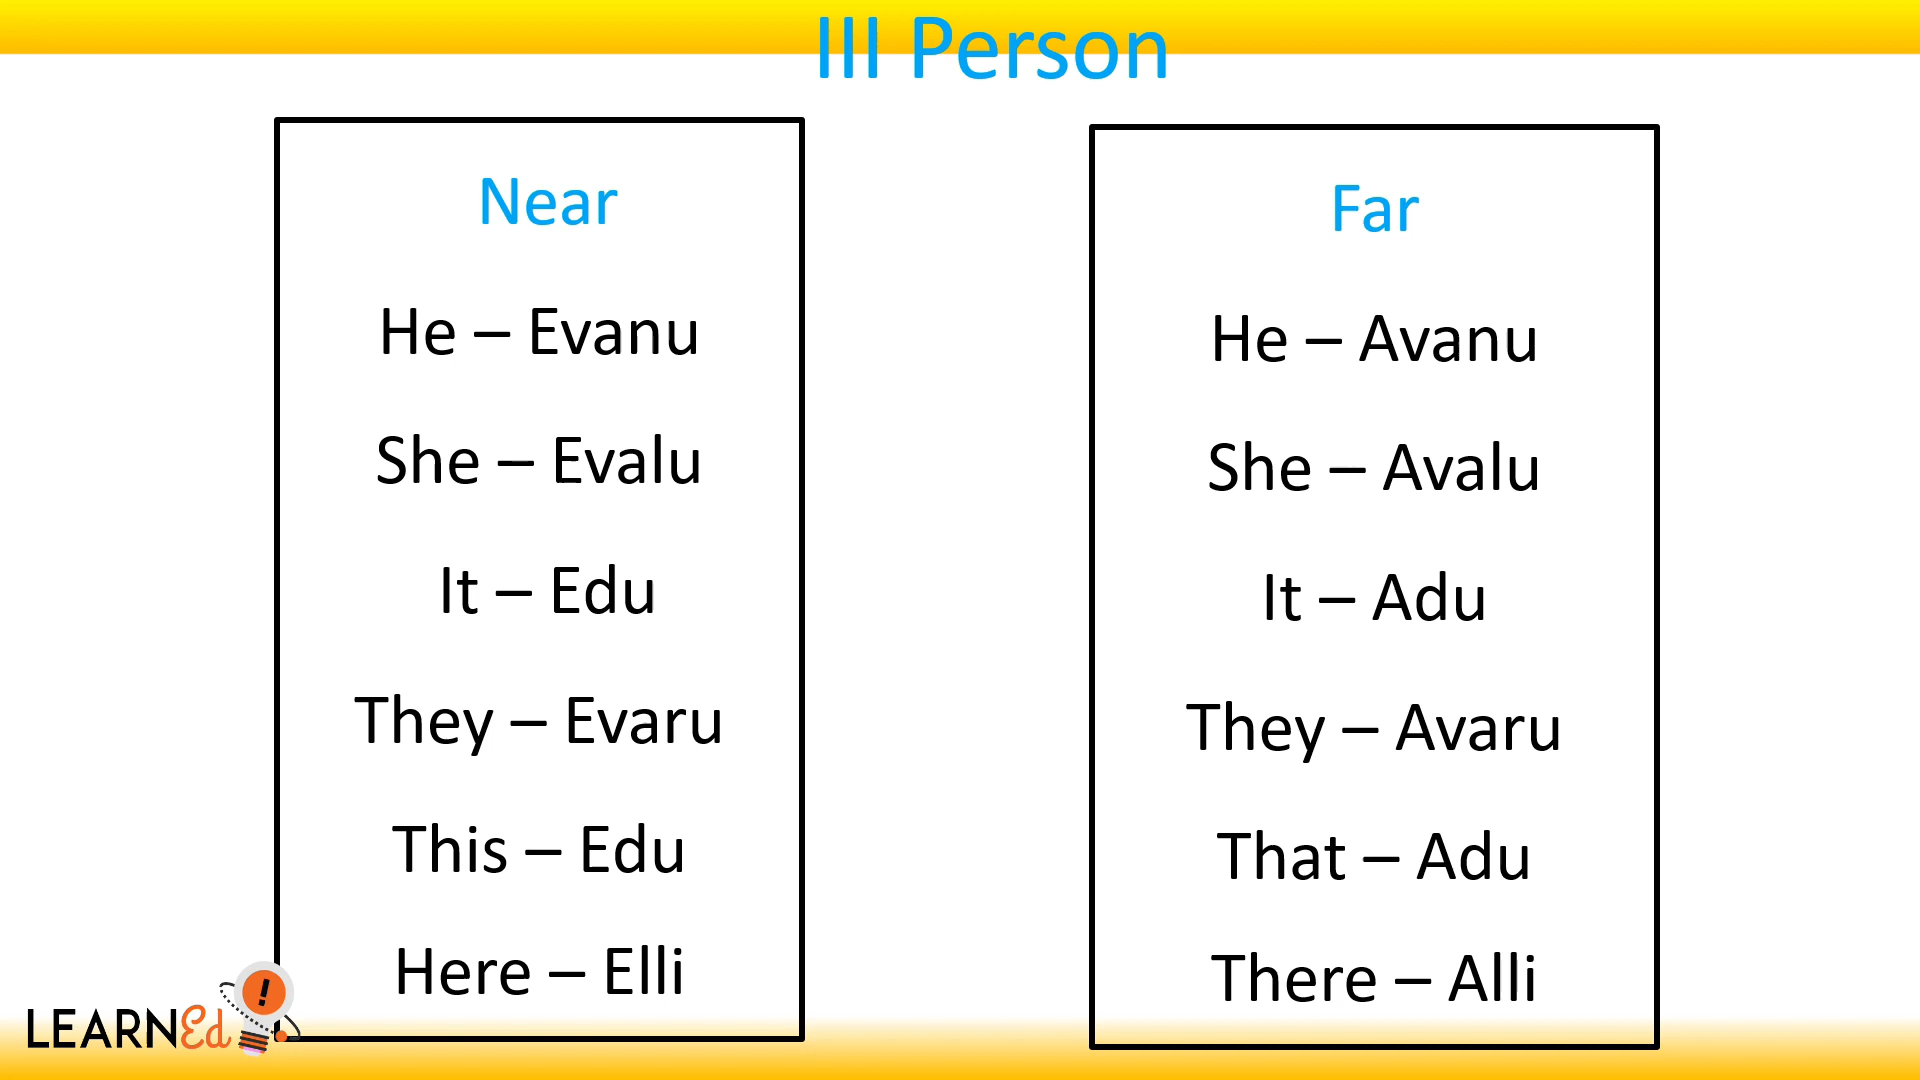 III Person
Near
He – Evanu
She – Evalu
It – Edu
They – Evaru
This – Edu
Here – Elli
Far
He – Avanu
She – Avalu
It – Adu
They – Avaru
That – Adu
There – Alli
LEARNEd
!